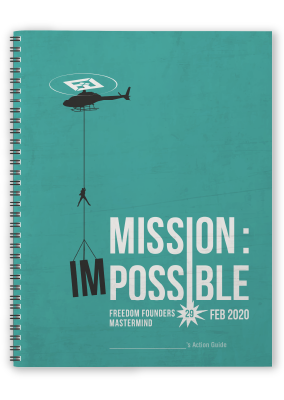 MISSION:
IMPOSSIBLE
FREEDOM FOUNDERS 29 FEB 2020
MASTERMIND
's Action Guide